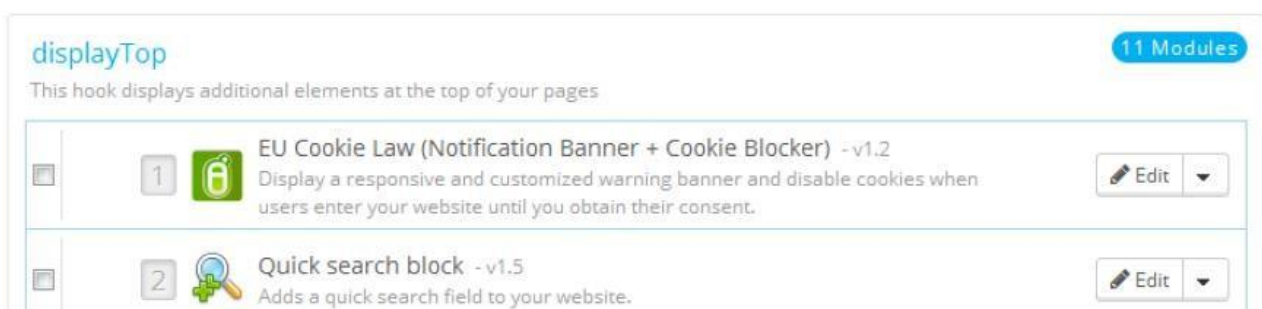 displayTop
11 Modules
This hook displays additional elements at the top of your pages
1
EU Cookie Law (Notification Banner + Cookie Blocker) - v1.2
Display a responsive and customized warning banner and disable cookies when
users enter your website until you obtain their consent.
Edit
2
Quick search block - v1.5
Adds a quick search field to your website.
Edit